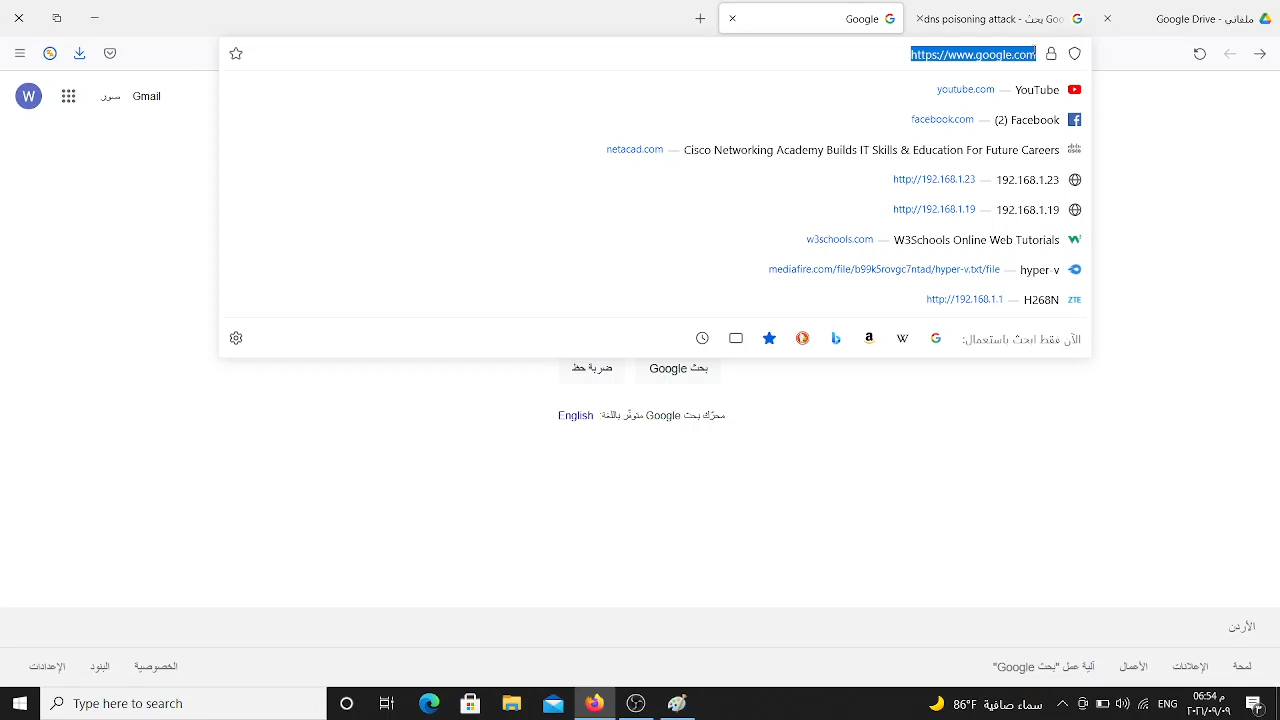 ملفاتي - Google Drive
dns poisoning attack - بحث Goo
Google
https://www.google.com
Gmail
صور
W
YouTube — youtube.com
(2) Facebook — facebook.com
Cisco Networking Academy Builds IT Skills & Education For Future Careers — netacad.com
192.168.1.23 — http://192.168.1.23
192.168.1.19 — http://192.168.1.19
W3Schools Online Web Tutorials — w3schools.com
hyper-v — mediafire.com/file/b99k5rovgc7ntad/hyper-v.txt/file
ZTE H268N — http://192.168.1.1
الآن فقط ابحث باستعمال:
بحث Google
ضربة حظ
محرّك بحث Google متوفّر باللغة: English
الأردن
لمحة
الإعلانات
الأعمال
آلية عمل "بحث Google"
الخصوصية
البنود
الإعدادات
Type here to search
86°F سماء صافية
ENG
06:54 م
٢٠٢١/٠٩/٠٩